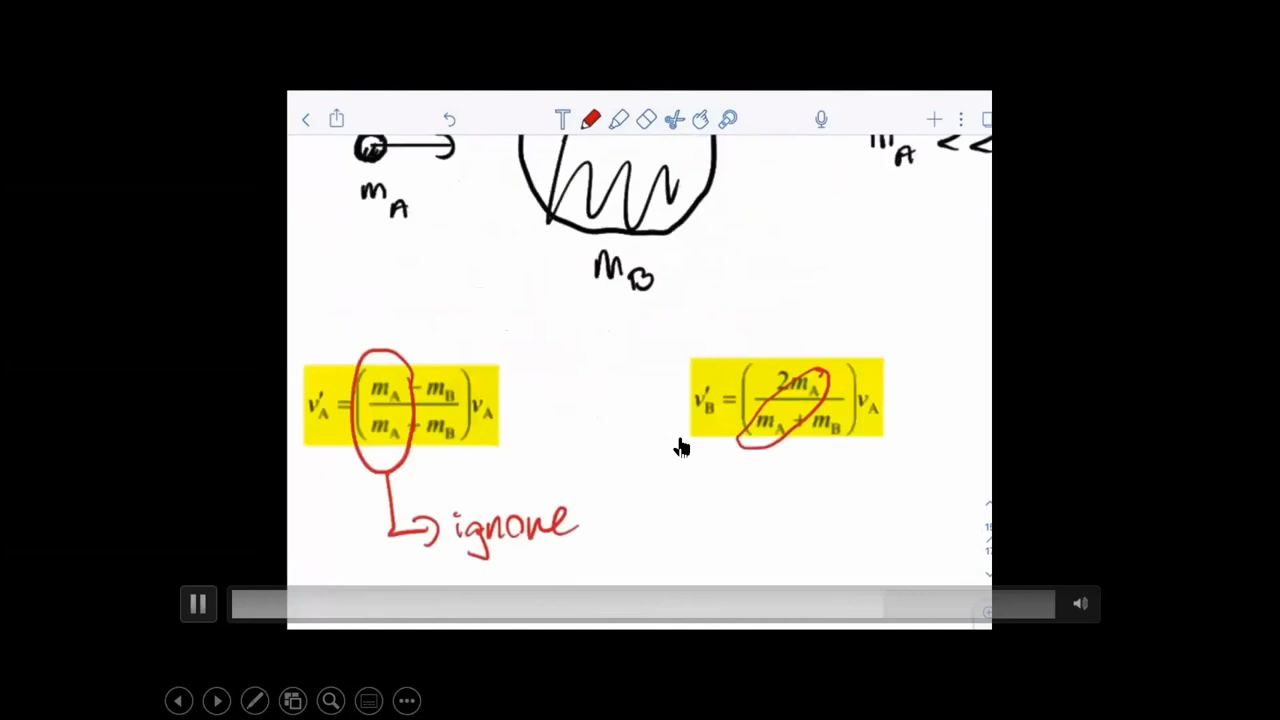 m_A <<
m_A
m_B
v'_A = ( (m_A − m_B) / (m_A + m_B) ) v_A
v'_B = ( 2m_A / (m_A + m_B) ) v_A
ignore